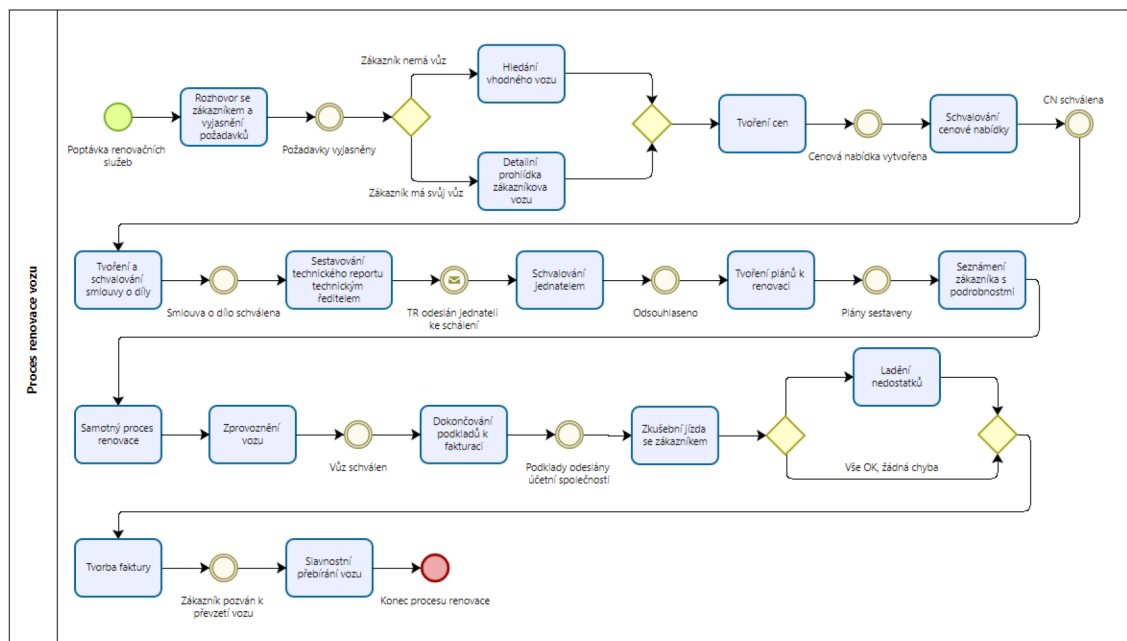 Proces renovace vozu
Zákazník nemá vůz
Hledání
vhodného vozu
CN schválena
Rozhovor se
zákazníkem a
vyjasnění
požadavků
Tvoření cen
Schvalování
cenové nabídky
Poptávka renovačních
služeb
Požadavky vyjasněny
Cenová nabídka vytvořena
Zákazník má svůj vůz
Detailní
prohlídka
zákazníkova
vozu
Tvoření a
schvalování
smlouvy o díly
Smlouva o dílo schválena
Sestavování
technického reportu
technickým
ředitelem
TR odeslán jednateli
ke schálení
Schvalování
jednatelem
Odsouhlaseno
Tvoření plánů k
renovaci
Plány sestaveny
Seznámení
zákazníka s
podrobnostmi
Samotný proces
renovace
Zprovoznění
vozu
Vůz schválen
Dokončování
podkladů k
fakturaci
Podklady odeslány
účetní společnosti
Zkušební jízda
se zákazníkem
Ladění
nedostatků
Vše OK, žádná chyba
Tvorba faktury
Zákazník pozván k
převzetí vozu
Slavnostní
přebírání vozu
Konec procesu renovace